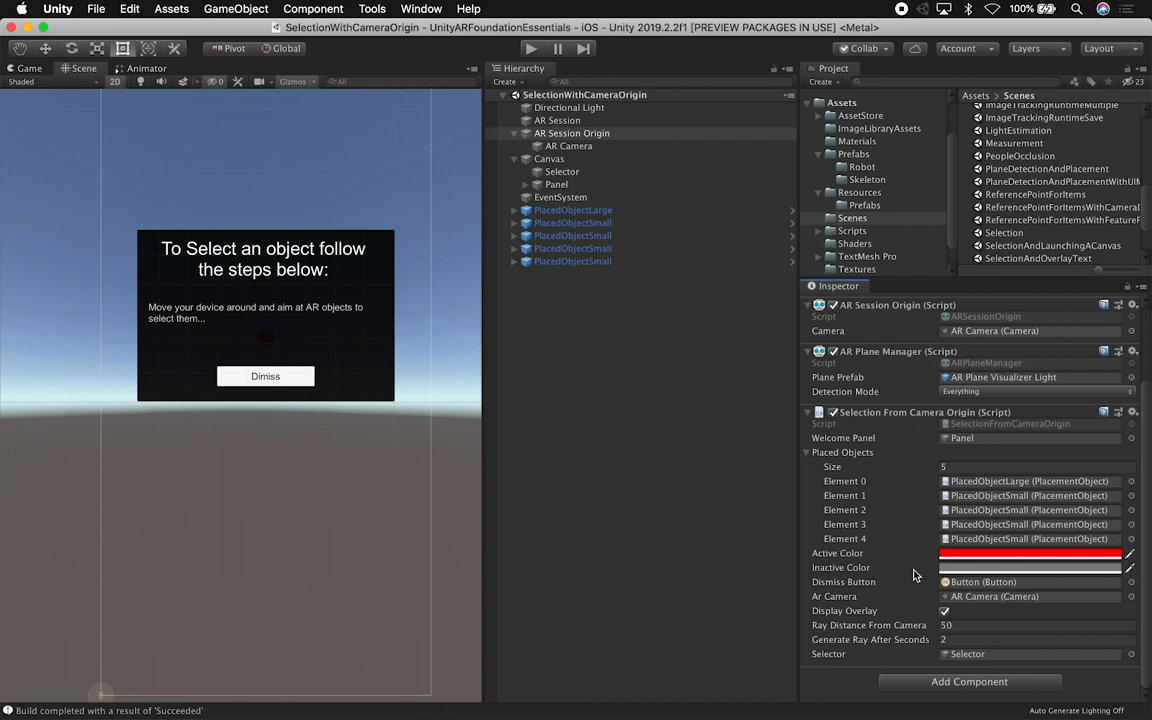 Unity File Edit Assets GameObject Component Tools Window Help 100%
SelectionWithCameraOrigin - UnityARFoundationEssentials - iOS - Unity 2019.2.2f1 [PREVIEW PACKAGES IN USE] <Metal>
Pivot Global Collab Account Layers Layout
Game Scene Animator
Shaded 2D 0 Gizmos All
To Select an object follow
the steps below:
Move your device around and aim at AR objects to
select them...
Dimiss
Hierarchy
Create All
SelectionWithCameraOrigin
Directional Light
AR Session
AR Session Origin
AR Camera
Canvas
Selector
Panel
EventSystem
PlacedObjectLarge
PlacedObjectSmall
PlacedObjectSmall
PlacedObjectSmall
PlacedObjectSmall
Project
Create 23
Assets
AssetStore
ImageLibraryAssets
Materials
Prefabs
Robot
Skeleton
Resources
Prefabs
Scenes
Scripts
Shaders
TextMesh Pro
Textures
Assets Scenes
ImageTrackingRuntimeMultiple
ImageTrackingRuntimeSave
LightEstimation
Measurement
PeopleOcclusion
PlaneDetectionAndPlacement
PlaneDetectionAndPlacementWithUIM
ReferencePointForItems
ReferencePointForItemsWithCameraD
ReferencePointForItemsWithFeatureF
Selection
SelectionAndLaunchingACanvas
SelectionAndOverlayText
Inspector
AR Session Origin (Script)
Script ARSessionOrigin
Camera AR Camera (Camera)
AR Plane Manager (Script)
Script ARPlaneManager
Plane Prefab AR Plane Visualizer Light
Detection Mode Everything
Selection From Camera Origin (Script)
Script SelectionFromCameraOrigin
Welcome Panel Panel
Placed Objects
Size 5
Element 0 PlacedObjectLarge (PlacementObject)
Element 1 PlacedObjectSmall (PlacementObject)
Element 2 PlacedObjectSmall (PlacementObject)
Element 3 PlacedObjectSmall (PlacementObject)
Element 4 PlacedObjectSmall (PlacementObject)
Active Color
Inactive Color
Dismiss Button Button (Button)
Ar Camera AR Camera (Camera)
Display Overlay
Ray Distance From Camera 50
Generate Ray After Seconds 2
Selector Selector
Add Component
Build completed with a result of 'Succeeded'
Auto Generate Lighting Off